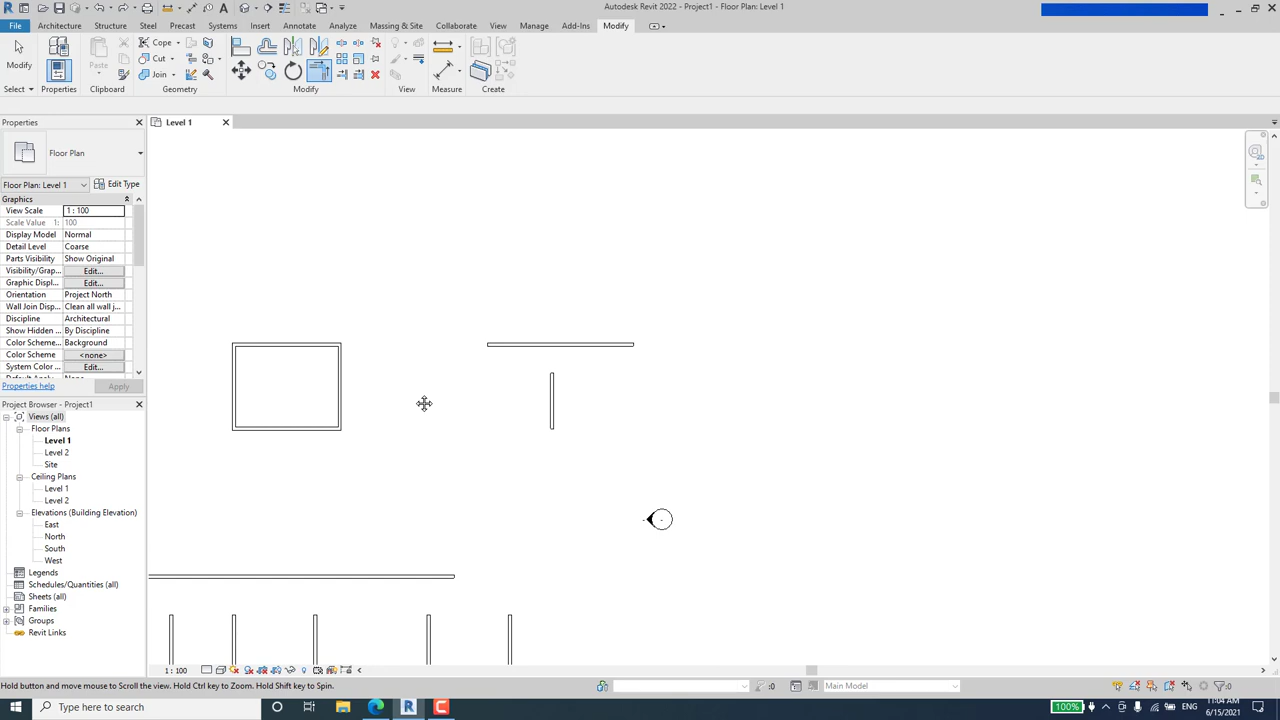 Autodesk Revit 2022 - Project1 - Floor Plan: Level 1
File Architecture Structure Steel Precast Systems Insert Annotate Analyze Massing & Site Collaborate View Manage Add-Ins Modify
Modify Paste Cope Cut Join
Select Properties Clipboard Geometry Modify View Measure Create
Properties
Level 1
Floor Plan
Floor Plan: Level 1 Edit Type
Graphics
View Scale 1 : 100
Scale Value 1: 100
Display Model Normal
Detail Level Coarse
Parts Visibility Show Original
Visibility/Grap... Edit...
Graphic Displ... Edit...
Orientation Project North
Wall Join Disp... Clean all wall j...
Discipline Architectural
Show Hidden ... By Discipline
Color Scheme... Background
Color Scheme <none>
System Color ... Edit...
Properties help Apply
Project Browser - Project1
Views (all)
Floor Plans
Level 1
Level 2
Site
Ceiling Plans
Level 1
Level 2
Elevations (Building Elevation)
East
North
South
West
Legends
Schedules/Quantities (all)
Sheets (all)
Families
Groups
Revit Links
1 : 100
Hold button and move mouse to Scroll the view. Hold Ctrl key to Zoom. Hold Shift key to Spin.
:0 Main Model :0
Type here to search
100% ENG
11:04 AM
6/15/2021